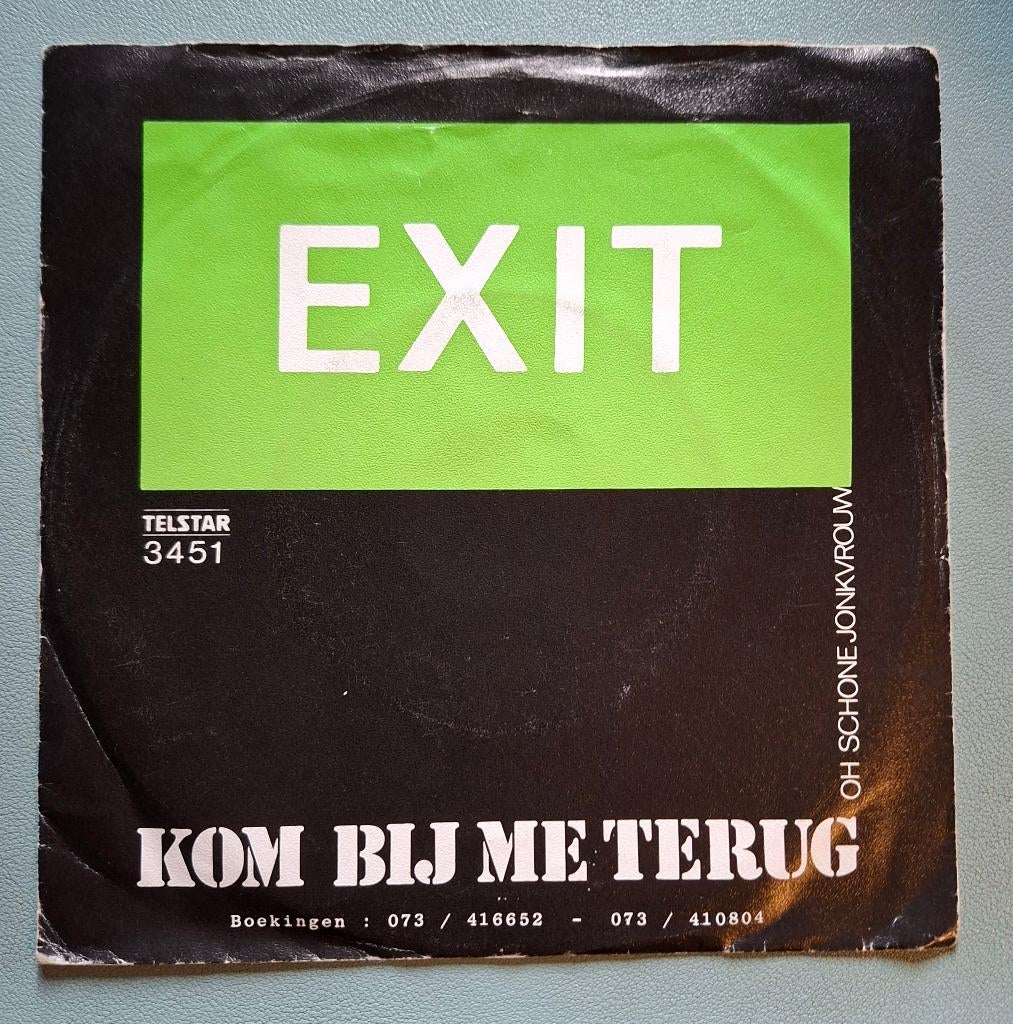 EXIT
TELSTAR
3451
OH SCHONE JONKVROUW
KOM BIJ ME TERUG
Boekingen : 073 / 416652 - 073 / 410804